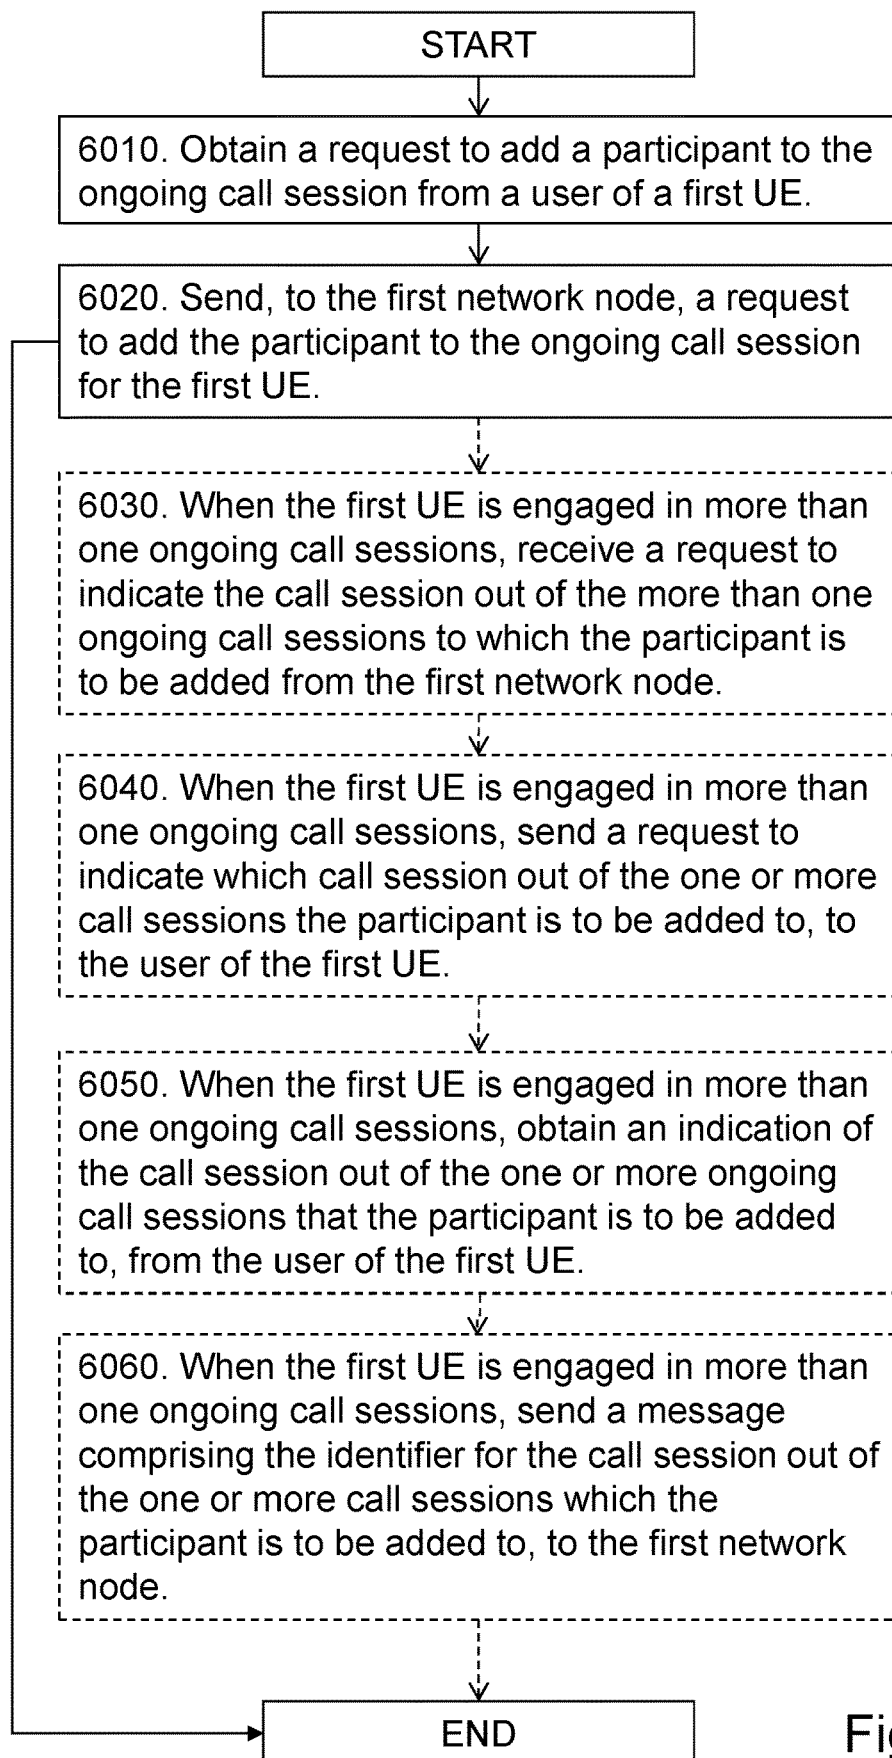 START
6010. Obtain a request to add a participant to the
ongoing call session from a user of a first UE.
6020. Send, to the first network node, a request
to add the participant to the ongoing call session
for the first UE.
6030. When the first UE is engaged in more than
one ongoing call sessions, receive a request to
indicate the call session out of the more than one
ongoing call sessions to which the participant is
to be added from the first network node.
6040. When the first UE is engaged in more than
one ongoing call sessions, send a request to
indicate which call session out of the one or more
call sessions the participant is to be added to, to
the user of the first UE.
6050. When the first UE is engaged in more than
one ongoing call sessions, obtain an indication of
the call session out of the one or more ongoing
call sessions that the participant is to be added
to, from the user of the first UE.
6060. When the first UE is engaged in more than
one ongoing call sessions, send a message
comprising the identifier for the call session out of
the one or more call sessions which the
participant is to be added to, to the first network
node.
END